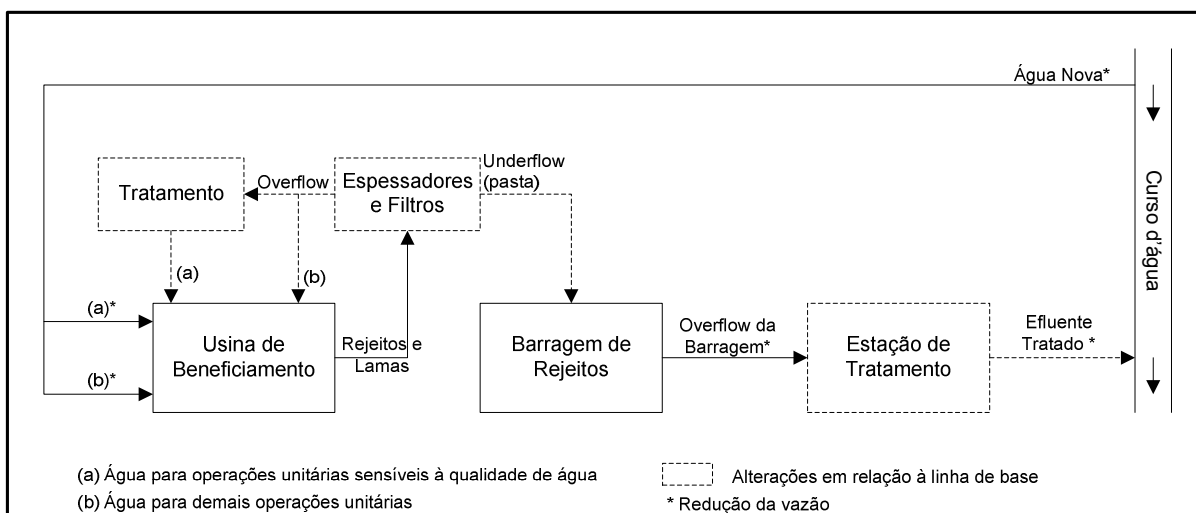 Água Nova*
Curso d'água
Tratamento
Overflow
Espessadores
e Filtros
Underflow
(pasta)
(a)
(b)
(a)*
(b)*
Usina de
Beneficiamento
Rejeitos e
Lamas
Barragem de
Rejeitos
Overflow da
Barragem*
Estação de
Tratamento
Efluente
Tratado *
(a) Água para operações unitárias sensíveis à qualidade de água
(b) Água para demais operações unitárias
Alterações em relação à linha de base
* Redução da vazão